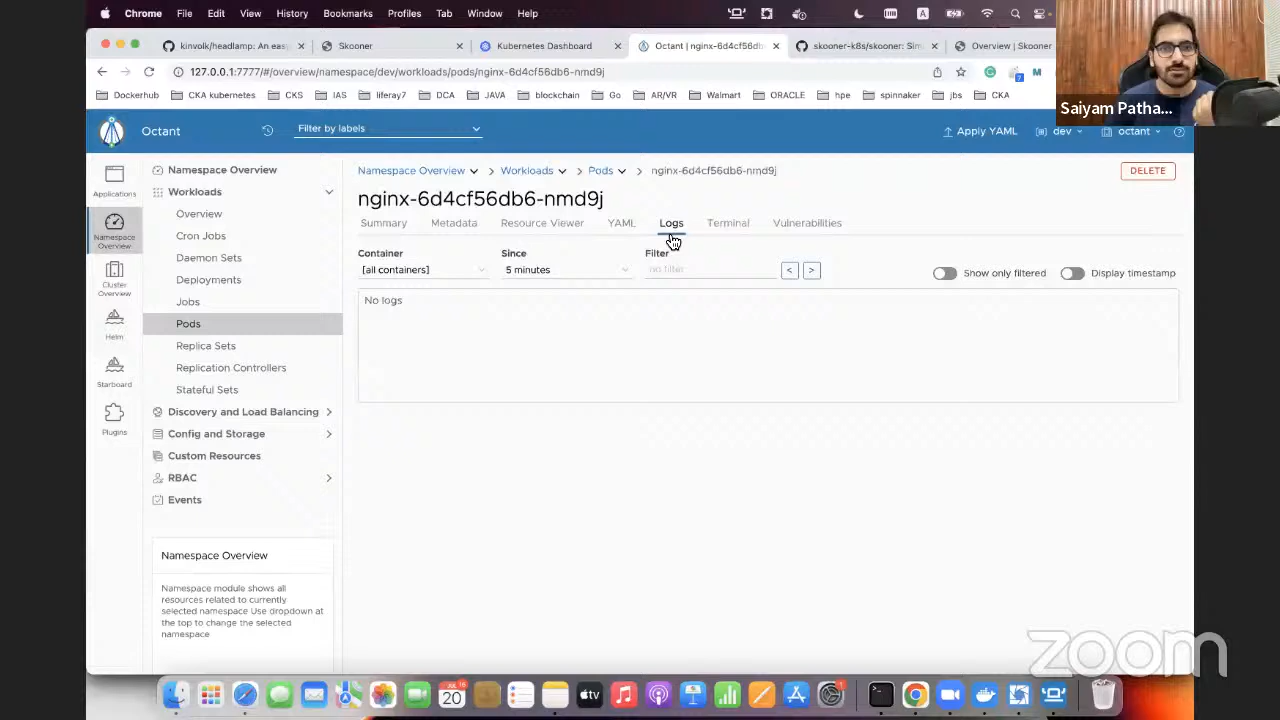 Chrome File Edit View History Bookmarks Profiles Tab Window Help
A
kinvolk/headlamp: An easy
Skooner
Kubernetes Dashboard
Octant | nginx-6d4cf56db
skooner-k8s/skooner: Sim
Overview | Skooner
127.0.0.1:7777/#/overview/namespace/dev/workloads/pods/nginx-6d4cf56db6-nmd9j
Dockerhub CKA kubernetes CKS IAS liferay7 DCA JAVA blockchain Go AR/VR Walmart ORACLE hpe spinnaker jbs CKA
Saiyam Patha...
Octant
Filter by labels
Apply YAML
dev
octant
Applications
Namespace Overview
Cluster Overview
Helm
Starboard
Plugins
Namespace Overview
Workloads
Overview
Cron Jobs
Daemon Sets
Deployments
Jobs
Pods
Replica Sets
Replication Controllers
Stateful Sets
Discovery and Load Balancing
Config and Storage
Custom Resources
RBAC
Events
Namespace Overview
Namespace module shows all
resources related to currently
selected namespace Use dropdown at
the top to change the selected
namespace
Namespace Overview > Workloads > Pods > nginx-6d4cf56db6-nmd9j
DELETE
nginx-6d4cf56db6-nmd9j
Summary Metadata Resource Viewer YAML Logs Terminal Vulnerabilities
Container Since Filter
[all containers] 5 minutes no filter < > Show only filtered Display timestamp
No logs
zoom
JUL
20
tv